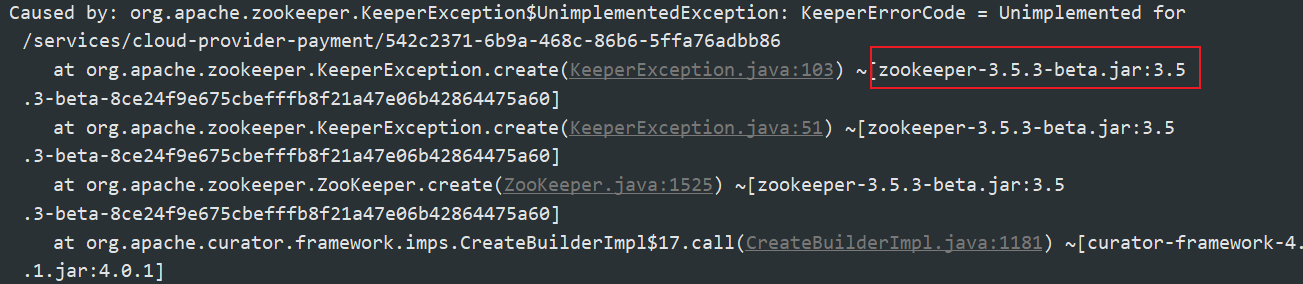 Caused by: org.apache.zookeeper.KeeperException$UnimplementedException: KeeperErrorCode = Unimplemented for
/services/cloud-provider-payment/542c2371-6b9a-468c-86b6-5ffa76adbb86
at org.apache.zookeeper.KeeperException.create(KeeperException.java:103) ~[zookeeper-3.5.3-beta.jar:3.5
.3-beta-8ce24f9e675cbefffb8f21a47e06b42864475a60]
at org.apache.zookeeper.KeeperException.create(KeeperException.java:51) ~[zookeeper-3.5.3-beta.jar:3.5
.3-beta-8ce24f9e675cbefffb8f21a47e06b42864475a60]
at org.apache.zookeeper.ZooKeeper.create(ZooKeeper.java:1525) ~[zookeeper-3.5.3-beta.jar:3.5
.3-beta-8ce24f9e675cbefffb8f21a47e06b42864475a60]
at org.apache.curator.framework.imps.CreateBuilderImpl$17.call(CreateBuilderImpl.java:1181) ~[curator-framework-4.
.1.jar:4.0.1]